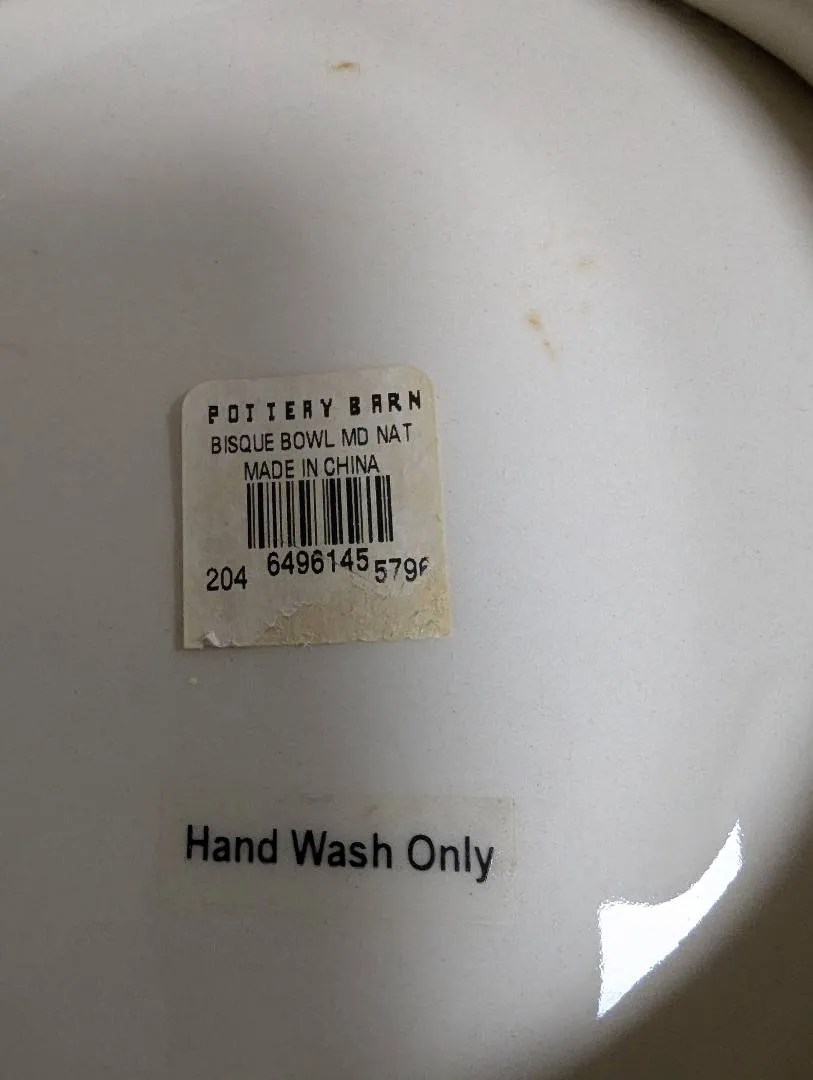 POTTERY BARN
BISQUE BOWL MD NAT
MADE IN CHINA
204 6496145
Hand Wash Only